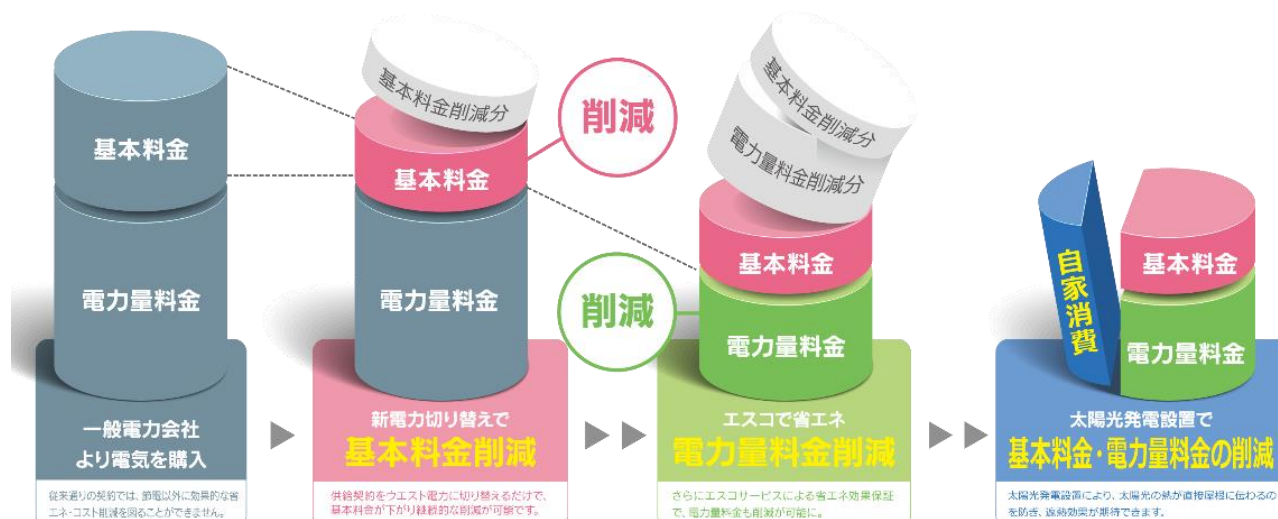 基本料金
電力量料金
一般電力会社
より電気を購入
従来通りの契約では、節電以外に効果的な省
エネ・コスト削減を図ることができません。
基本料金削減分
基本料金
電力量料金
削減
新電力切り替えで
基本料金削減
供給契約をウエスト電力に切り替えるだけで、
基本料金が下がり継続的な削減が可能です。
基本料金削減分
電力量料金削減分
基本料金
電力量料金
削減
エスコで省エネ
電力量料金削減
さらにエスコサービスによる省エネ効果保証
で、電力量料金も削減が可能に。
自家消費
基本料金
電力量料金
太陽光発電設置で
基本料金・電力量料金の削減
太陽光発電設置により、太陽光の熱が直接屋根に伝わるの
を防ぎ、遮熱効果が期待できます。